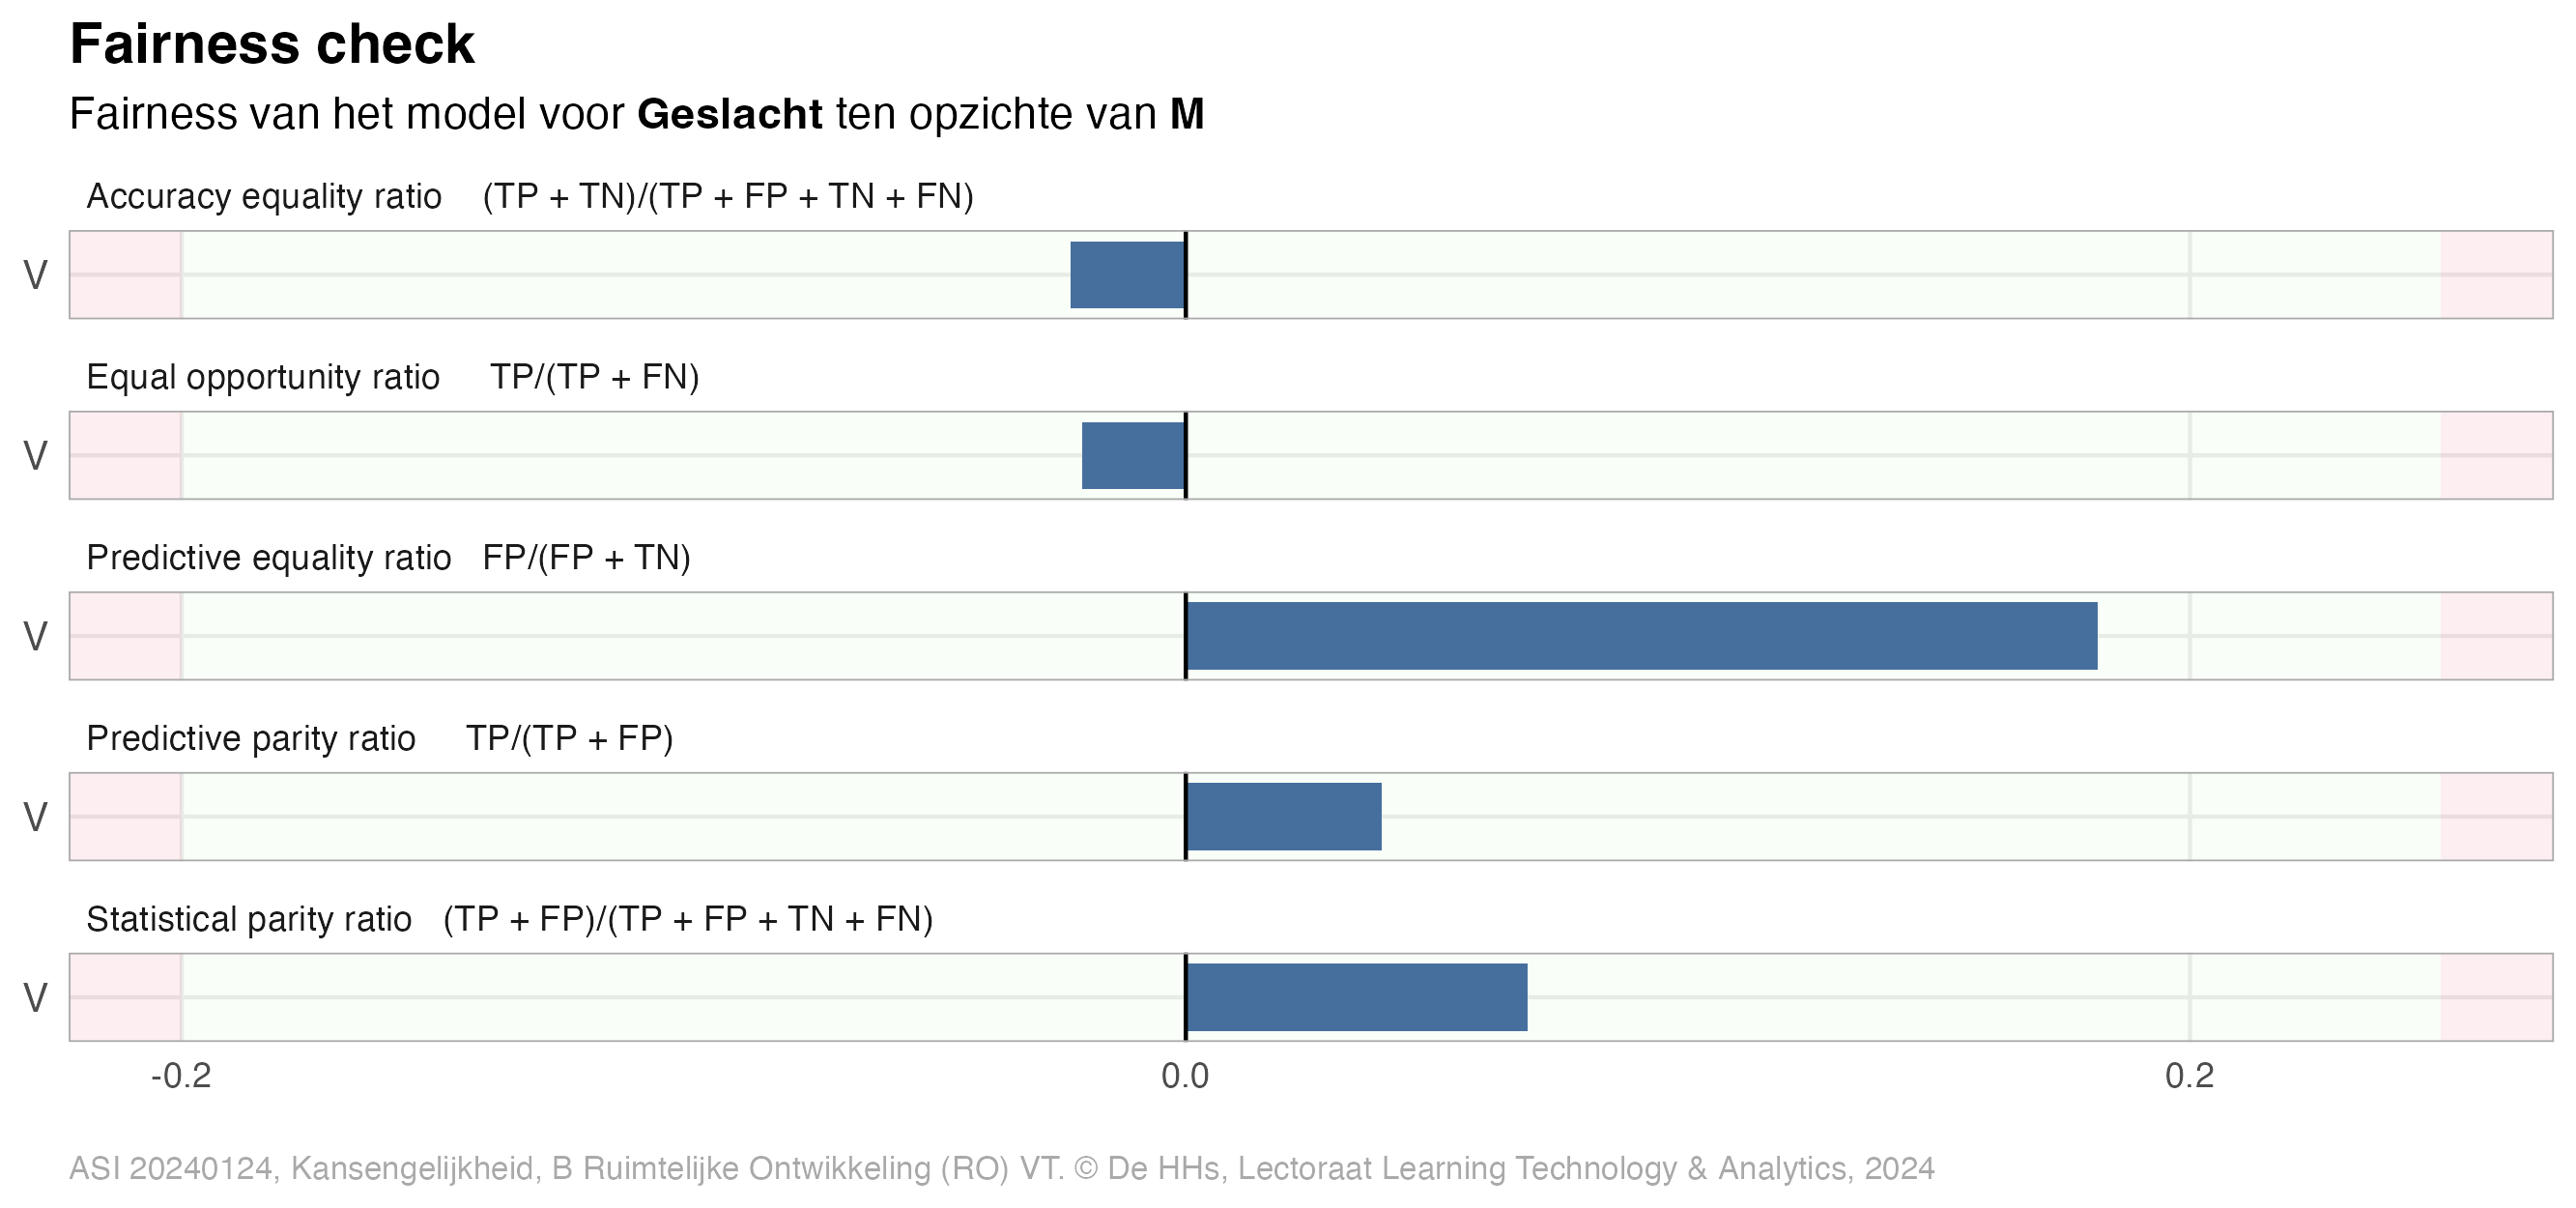 Fairness check
Fairness van het model voor Geslacht ten opzichte van M
Accuracy equality ratio (TP + TN)/(TP + FP + TN + FN)
V
Equal opportunity ratio TP/(TP + FN)
V
Predictive equality ratio FP/(FP + TN)
V
Predictive parity ratio TP/(TP + FP)
V
Statistical parity ratio (TP + FP)/(TP + FP + TN + FN)
V
-0.2 0.0 0.2
ASI 20240124, Kansengelijkheid, B Ruimtelijke Ontwikkeling (RO) VT. © De HHs, Lectoraat Learning Technology & Analytics, 2024